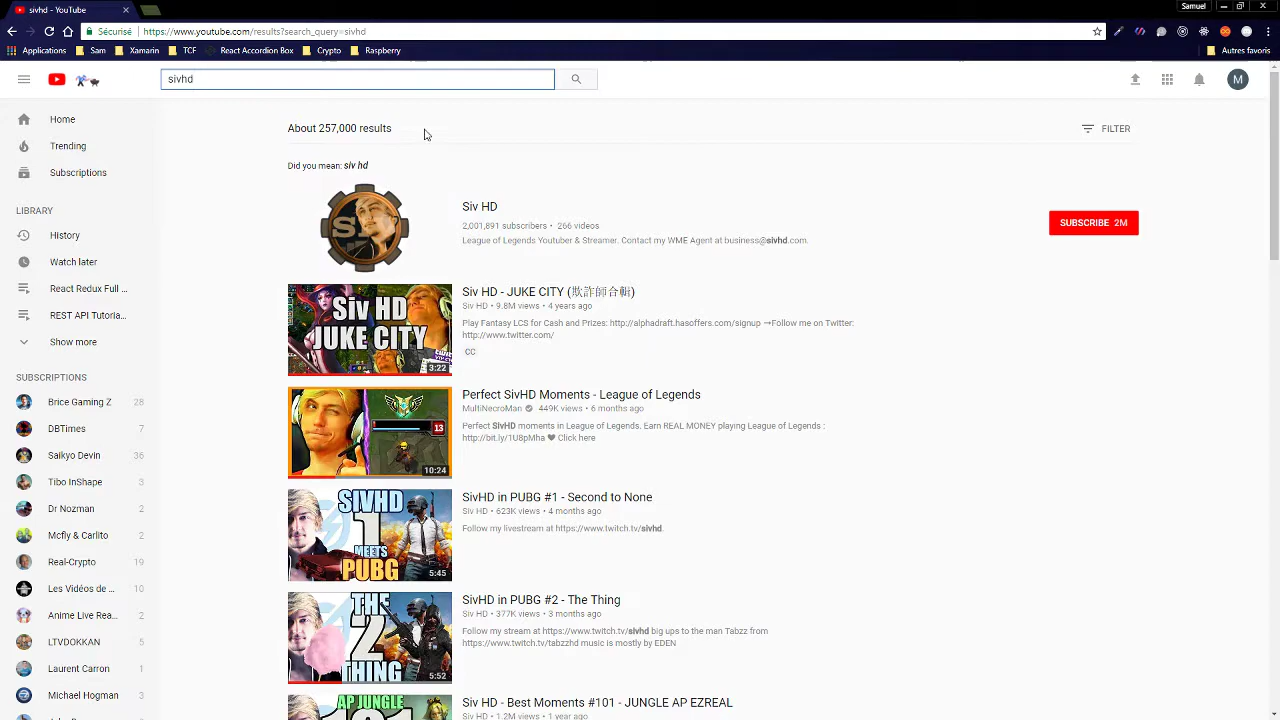 sivhd - YouTube
Samuel
Sécurisé https://www.youtube.com/results?search_query=sivhd
Applications Sam Xamarin TCF React Accordion Box Crypto Raspberry Autres favoris
sivhd
M
Home
Trending
Subscriptions
LIBRARY
History
Watch later
React Redux Full ...
REST API Tutoria...
Show more
SUBSCRIPTIONS
Brice Gaming Z 28
DBTimes 7
Saikyo Devin 36
Tibo InShape 3
Dr Nozman 2
Mcfly & Carlito 2
Real-Crypto 19
Les Vidéos de ... 10
Anime Live Rea... 2
LTVDOKKAN 5
Laurent Carron 1
Michael Hogman 3
About 257,000 results
FILTER
Did you mean: siv hd
Siv HD
2,001,891 subscribers • 266 videos
League of Legends Youtuber & Streamer. Contact my WME Agent at business@sivhd.com.
SUBSCRIBE 2M
Siv HD
JUKE CITY
3:22
Siv HD - JUKE CITY (欺詐師合輯)
Siv HD • 9.8M views • 4 years ago
Play Fantasy LCS for Cash and Prizes: http://alphadraft.hasoffers.com/signup →Follow me on TwItter:
http://www.twitter.com/
CC
13
10:24
Perfect SivHD Moments - League of Legends
MultiNecroMan 449K views • 6 months ago
Perfect SivHD moments in League of Legends. Earn REAL MONEY playing League of Legends :
http://bit.ly/1U8pMha ❤ Click here
SIVHD
1
MEETS
PUBG
5:45
SivHD in PUBG #1 - Second to None
Siv HD • 623K views • 4 months ago
Follow my livestream at https://www.twitch.tv/sivhd.
THE
2
THING
5:52
SivHD in PUBG #2 - The Thing
Siv HD • 377K views • 3 months ago
Follow my stream at https://www.twitch.tv/sivhd big ups to the man Tabzz from
https://www.twitch.tv/tabzzhd music is mostly by EDEN
AP JUNGLE
Siv HD - Best Moments #101 - JUNGLE AP EZREAL
Siv HD • 1.2M views • 1 year ago